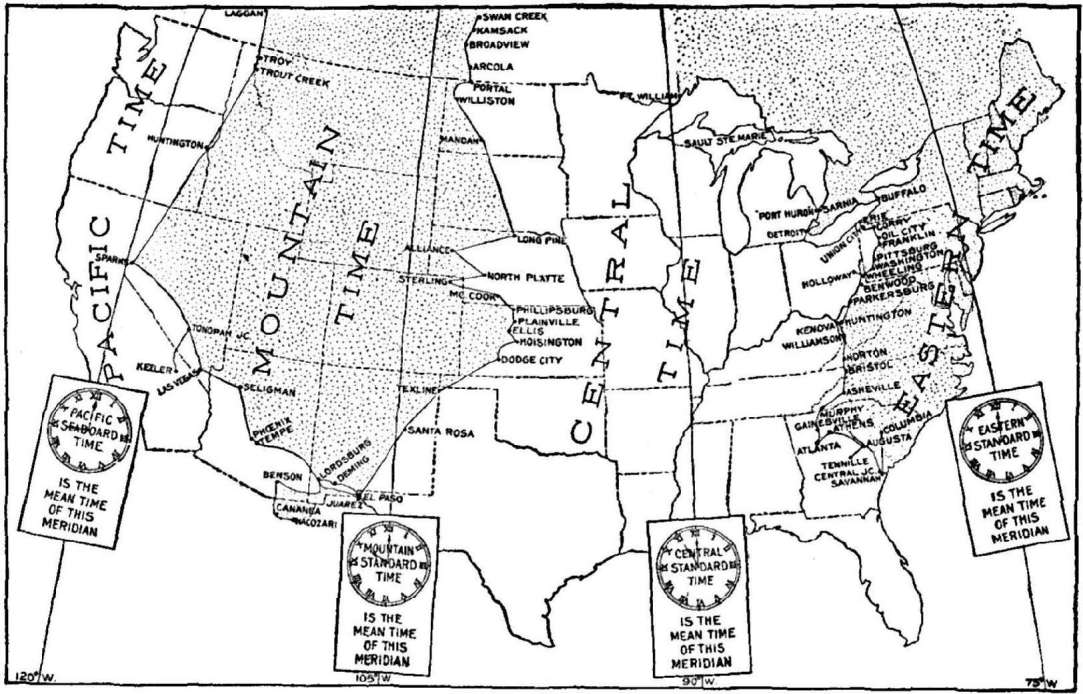 LAGGAN
SWAN CREEK
KAMSACK
BROADVIEW
ARCOLA
TROY
TROUT CREEK
PORTAL
WILLISTON
FT. WILLIAM
PACIFIC TIME
HUNTINGTON
MANDAN
SAULT STE. MARIE
MOUNTAIN TIME
CENTRAL TIME
EASTERN TIME
PORT HURON
SARNIA
BUFFALO
DETROIT
UNION CITY
ERIE
CORRY
OIL CITY
FRANKLIN
ALLIANCE
LONG PINE
SPARKS
STERLING
NORTH PLATTE
MC COOK
PITTSBURG
WASHINGTON
HOLLOWAY
WHEELING
BENWOOD
PARKERSBURG
PHILLIPSBURG
PLAINVILLE
ELLIS
HOISINGTON
DODGE CITY
TONOPAH JC.
KENOVA
HUNTINGTON
WILLIAMSON
KEELER
LAS VEGAS
SELIGMAN
TEXLINE
NORTON
BRISTOL
ASHEVILLE
MURPHY
GAINESVILLE
ATHENS
COLUMBIA
AUGUSTA
ATLANTA
TENNILLE
CENTRAL JC.
SAVANNAH
PHOENIX
TEMPE
SANTA ROSA
LORDSBURG
DEMING
BENSON
EL PASO
JUAREZ
CANANEA
NACOZARI
PACIFIC
SEABOARD
TIME
IS THE
MEAN TIME
OF THIS
MERIDIAN
MOUNTAIN
STANDARD
TIME
IS THE
MEAN TIME
OF THIS
MERIDIAN
CENTRAL
STANDARD
TIME
IS THE
MEAN TIME
OF THIS
MERIDIAN
EASTERN
STANDARD
TIME
IS THE
MEAN TIME
OF THIS
MERIDIAN
120° W.
105° W
90° W.
75° W